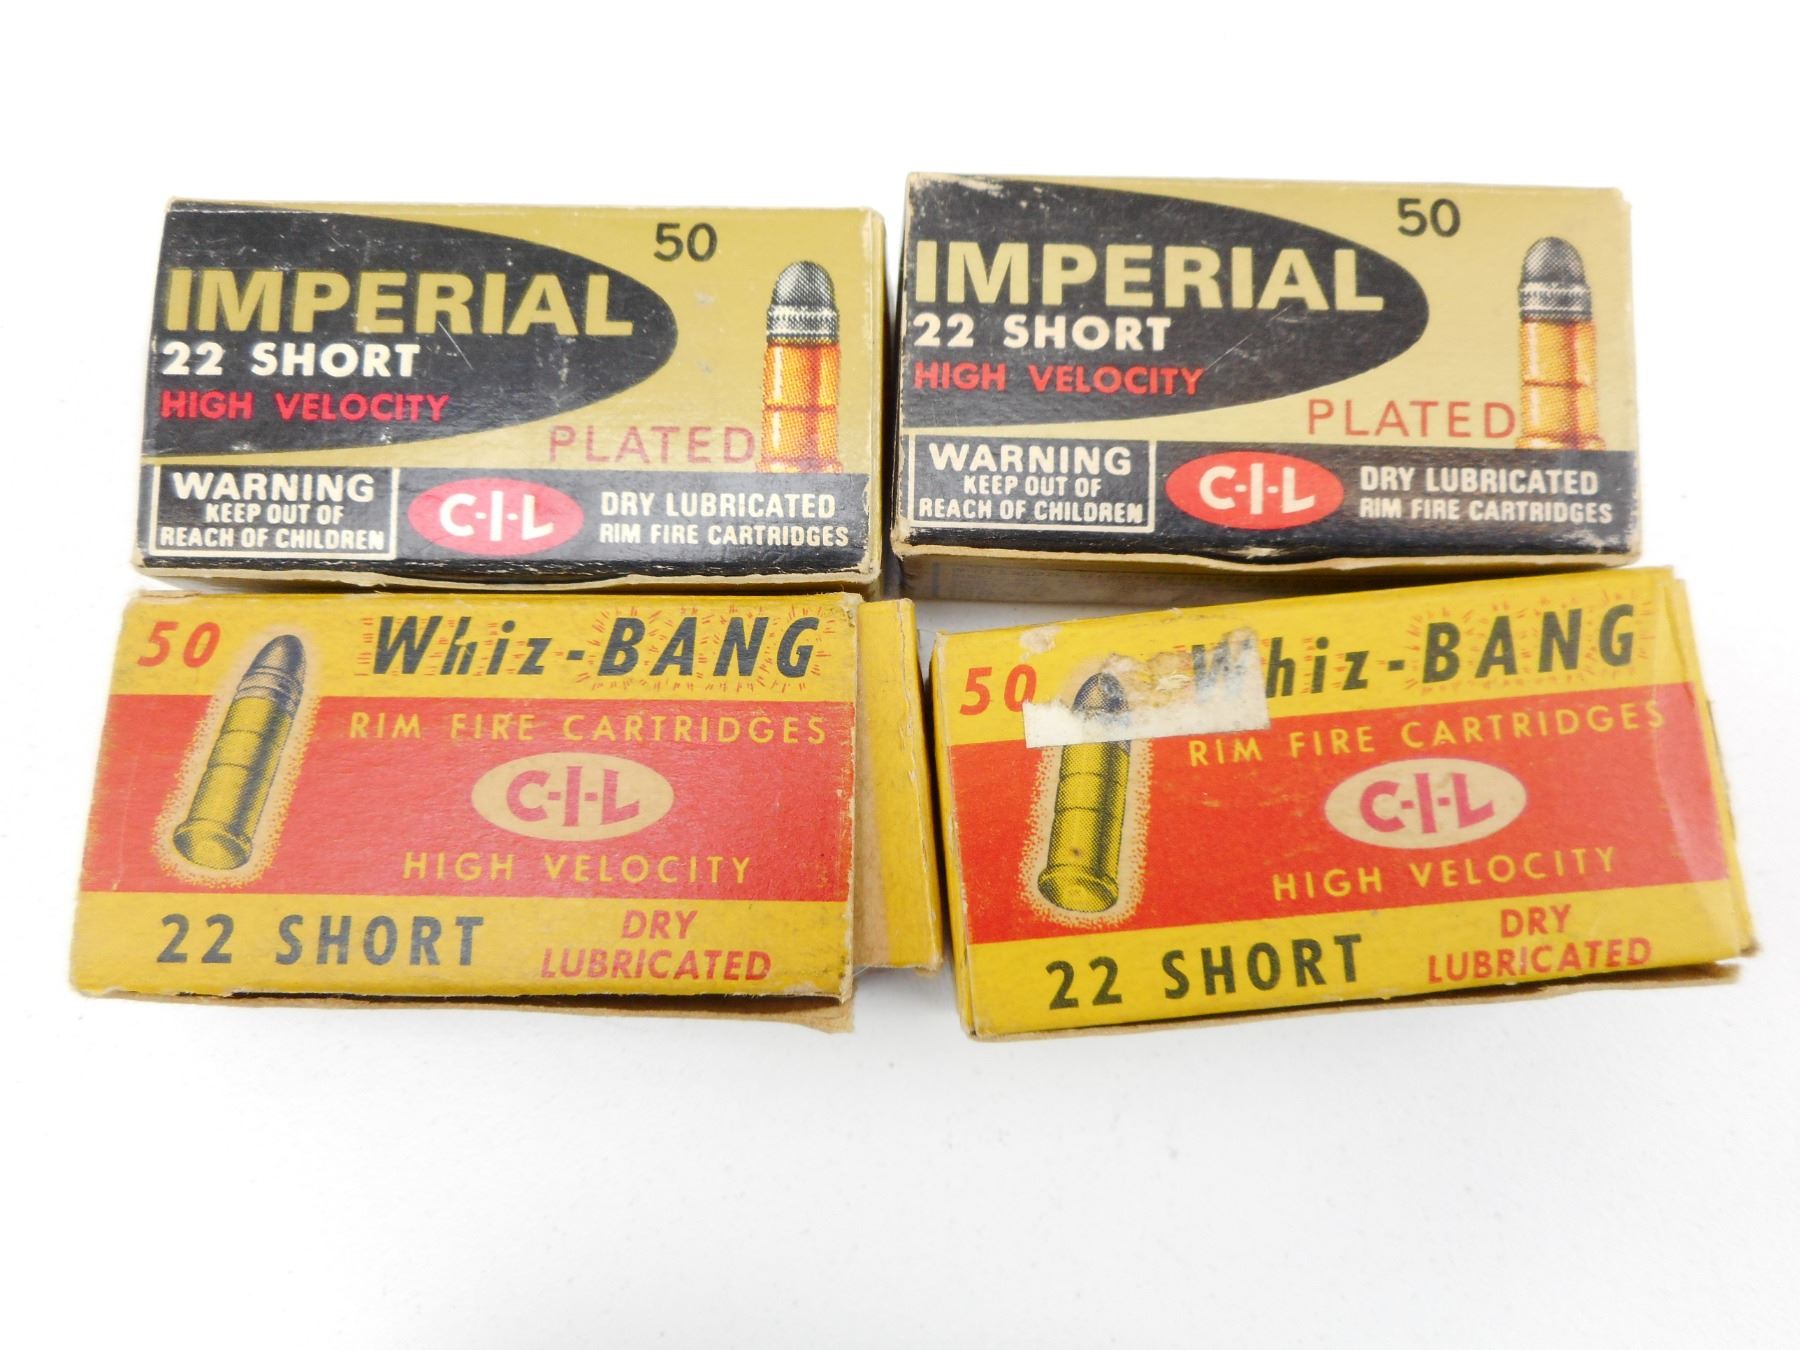 50
IMPERIAL
22 SHORT
HIGH VELOCITY
PLATED
WARNING
KEEP OUT OF
REACH OF CHILDREN
C-I-L
DRY LUBRICATED
RIM FIRE CARTRIDGES
50
IMPERIAL
22 SHORT
HIGH VELOCITY
PLATED
WARNING
KEEP OUT OF
REACH OF CHILDREN
C-I-L
DRY LUBRICATED
RIM FIRE CARTRIDGES
50
Whiz-BANG
RIM FIRE CARTRIDGES
C-I-L
HIGH VELOCITY
22 SHORT
DRY
LUBRICATED
50
Whiz-BANG
RIM FIRE CARTRIDGES
C-I-L
HIGH VELOCITY
22 SHORT
DRY
LUBRICATED